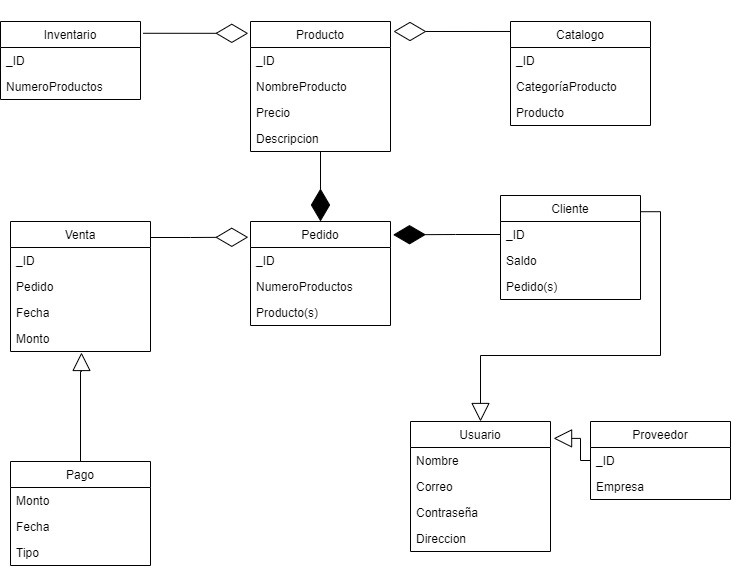 Inventario
_ID
NumeroProductos
Producto
_ID
NombreProducto
Precio
Descripcion
Catalogo
_ID
CategoríaProducto
Producto
Venta
_ID
Pedido
Fecha
Monto
Pedido
_ID
NumeroProductos
Producto(s)
Cliente
_ID
Saldo
Pedido(s)
Pago
Monto
Fecha
Tipo
Usuario
Nombre
Correo
Contraseña
Direccion
Proveedor
_ID
Empresa